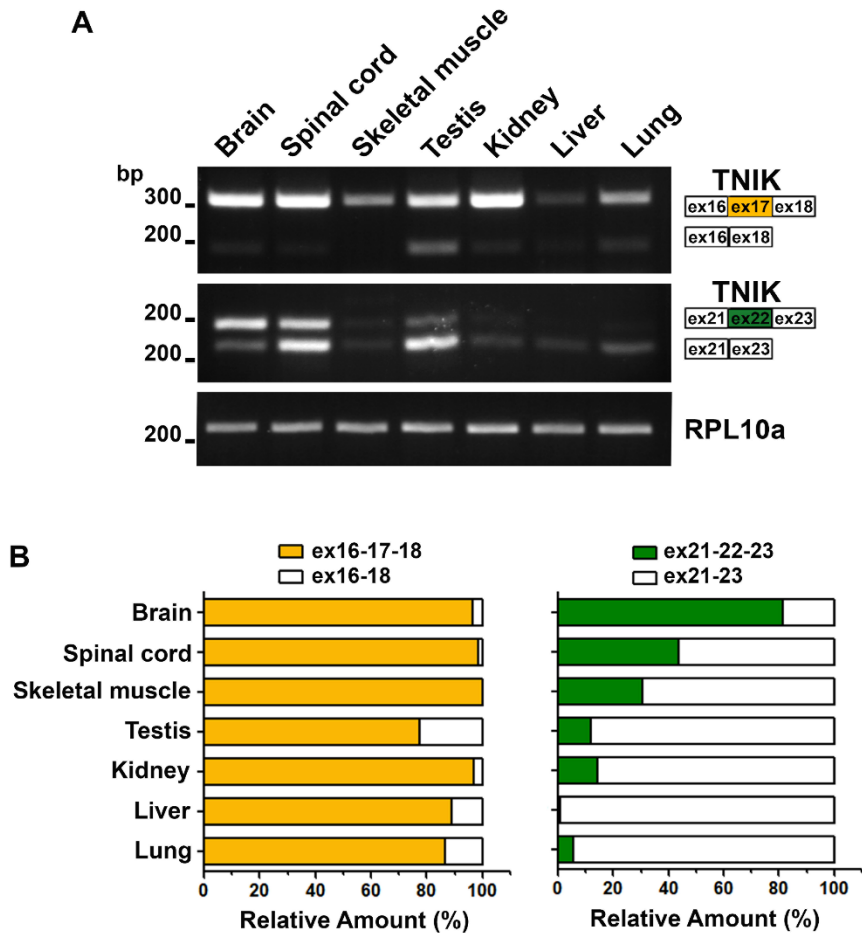 A
Brain Spinal cord Skeletal muscle Testis Kidney Liver Lung
bp
300
200
TNIK
ex16 ex17 ex18
ex16 ex18
200
200
TNIK
ex21 ex22 ex23
ex21 ex23
200
RPL10a
B
ex16-17-18
ex16-18
ex21-22-23
ex21-23
Brain
Spinal cord
Skeletal muscle
Testis
Kidney
Liver
Lung
0 20 40 60 80 100
Relative Amount (%)
0 20 40 60 80 100
Relative Amount (%)